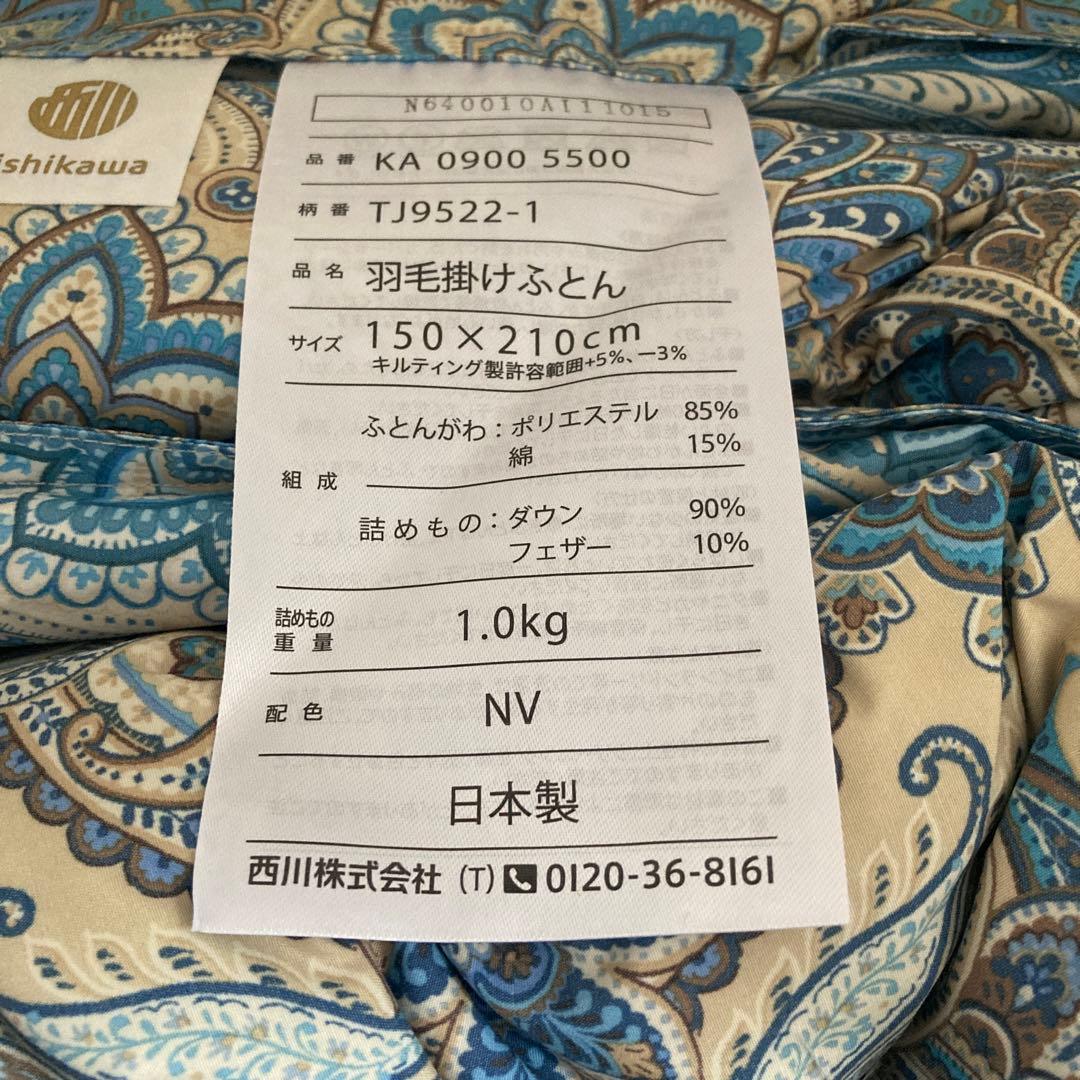 西川
ishikawa
N640010A111015
品番 KA 0900 5500
柄番 TJ9522-1
品名 羽毛掛けふとん
サイズ 150×210cm
キルティング製許容範囲+5%、−3%
組成
ふとんがわ：ポリエステル 85%
綿 15%
詰めもの：ダウン 90%
フェザー 10%
詰めもの重量 1.0kg
配色 NV
日本製
西川株式会社 (T) 0120-36-8161